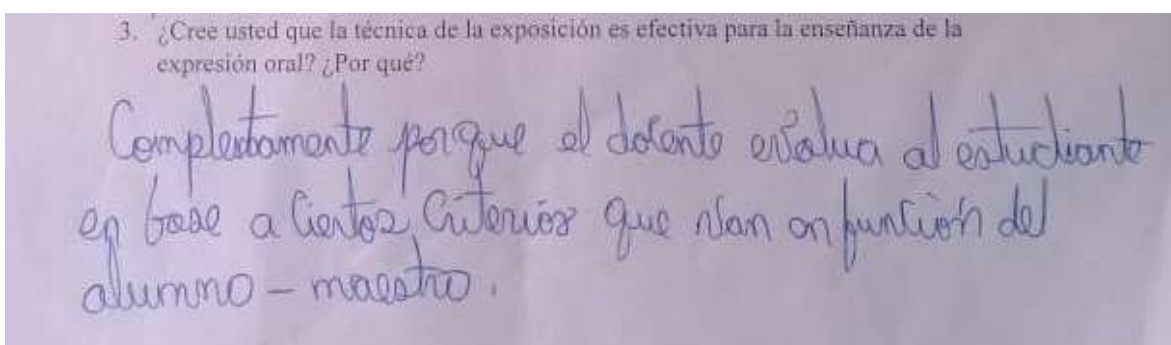 3. ¿Cree usted que la técnica de la exposición es efectiva para la enseñanza de la
expresión oral? ¿Por qué?
Completamente porque el docente evalua al estudiante
en base a ciertos criterios que van en función del
alumno – maestro.